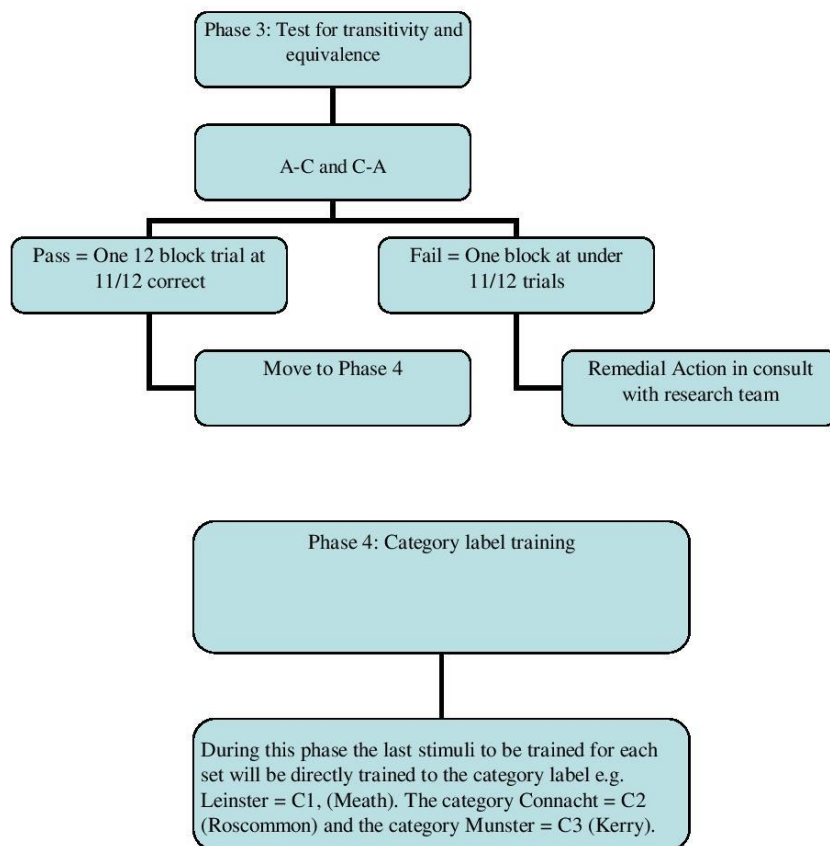 Phase 3: Test for transitivity and
equivalence
A-C and C-A
Pass = One 12 block trial at
11/12 correct
Fail = One block at under
11/12 trials
Move to Phase 4
Remedial Action in consult
with research team
Phase 4: Category label training
During this phase the last stimuli to be trained for each
set will be directly trained to the category label e.g.
Leinster = C1, (Meath). The category Connacht = C2
(Roscommon) and the category Munster = C3 (Kerry).